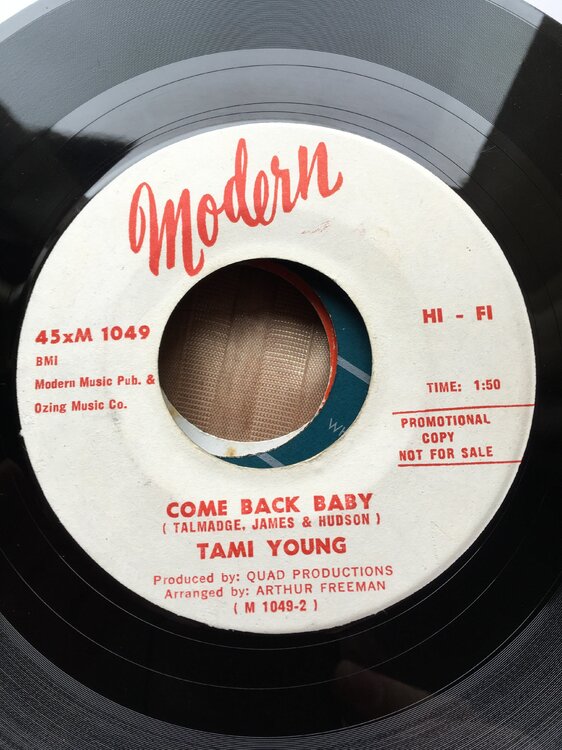 Modern
45xM 1049
BMI
Modern Music Pub. &
Ozing Music Co.
HI - FI
TIME: 1:50
PROMOTIONAL
COPY
NOT FOR SALE
COME BACK BABY
( TALMADGE, JAMES & HUDSON )
TAMI YOUNG
Produced by: QUAD PRODUCTIONS
Arranged by: ARTHUR FREEMAN
( M 1049-2 )